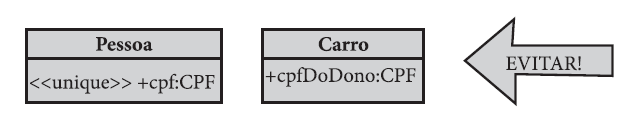 Pessoa
<<unique>> +cpf:CPF
Carro
+cpfDoDono:CPF
EVITAR!